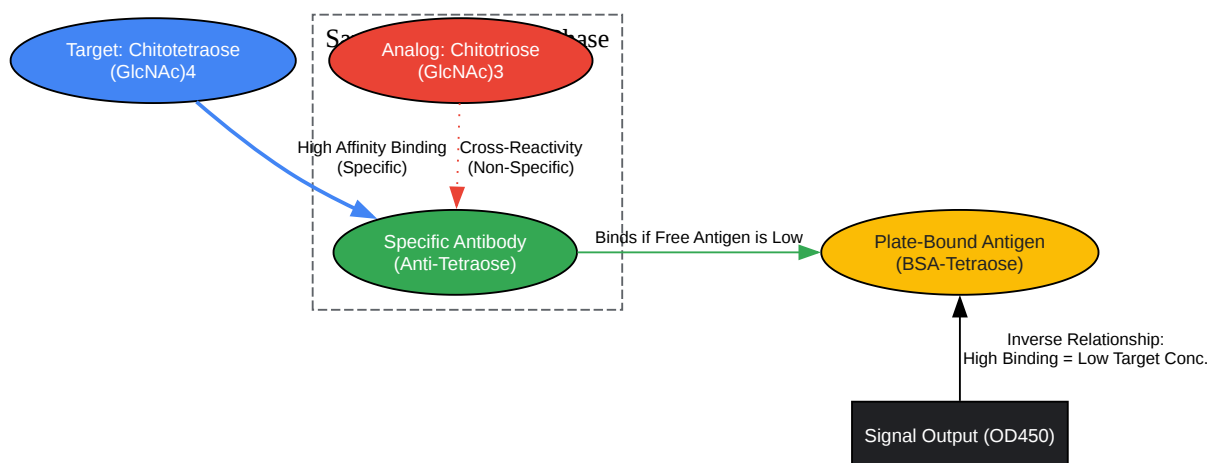 Target: Chitotetraose
(GlcNAc)4
Analog: Chitotriose
(GlcNAc)3
High Affinity Binding
(Specific)
Cross-Reactivity
(Non-Specific)
Specific Antibody
(Anti-Tetraose)
Binds if Free Antigen is Low
Plate-Bound Antigen
(BSA-Tetraose)
Inverse Relationship:
High Binding = Low Target Conc.
Signal Output (OD450)